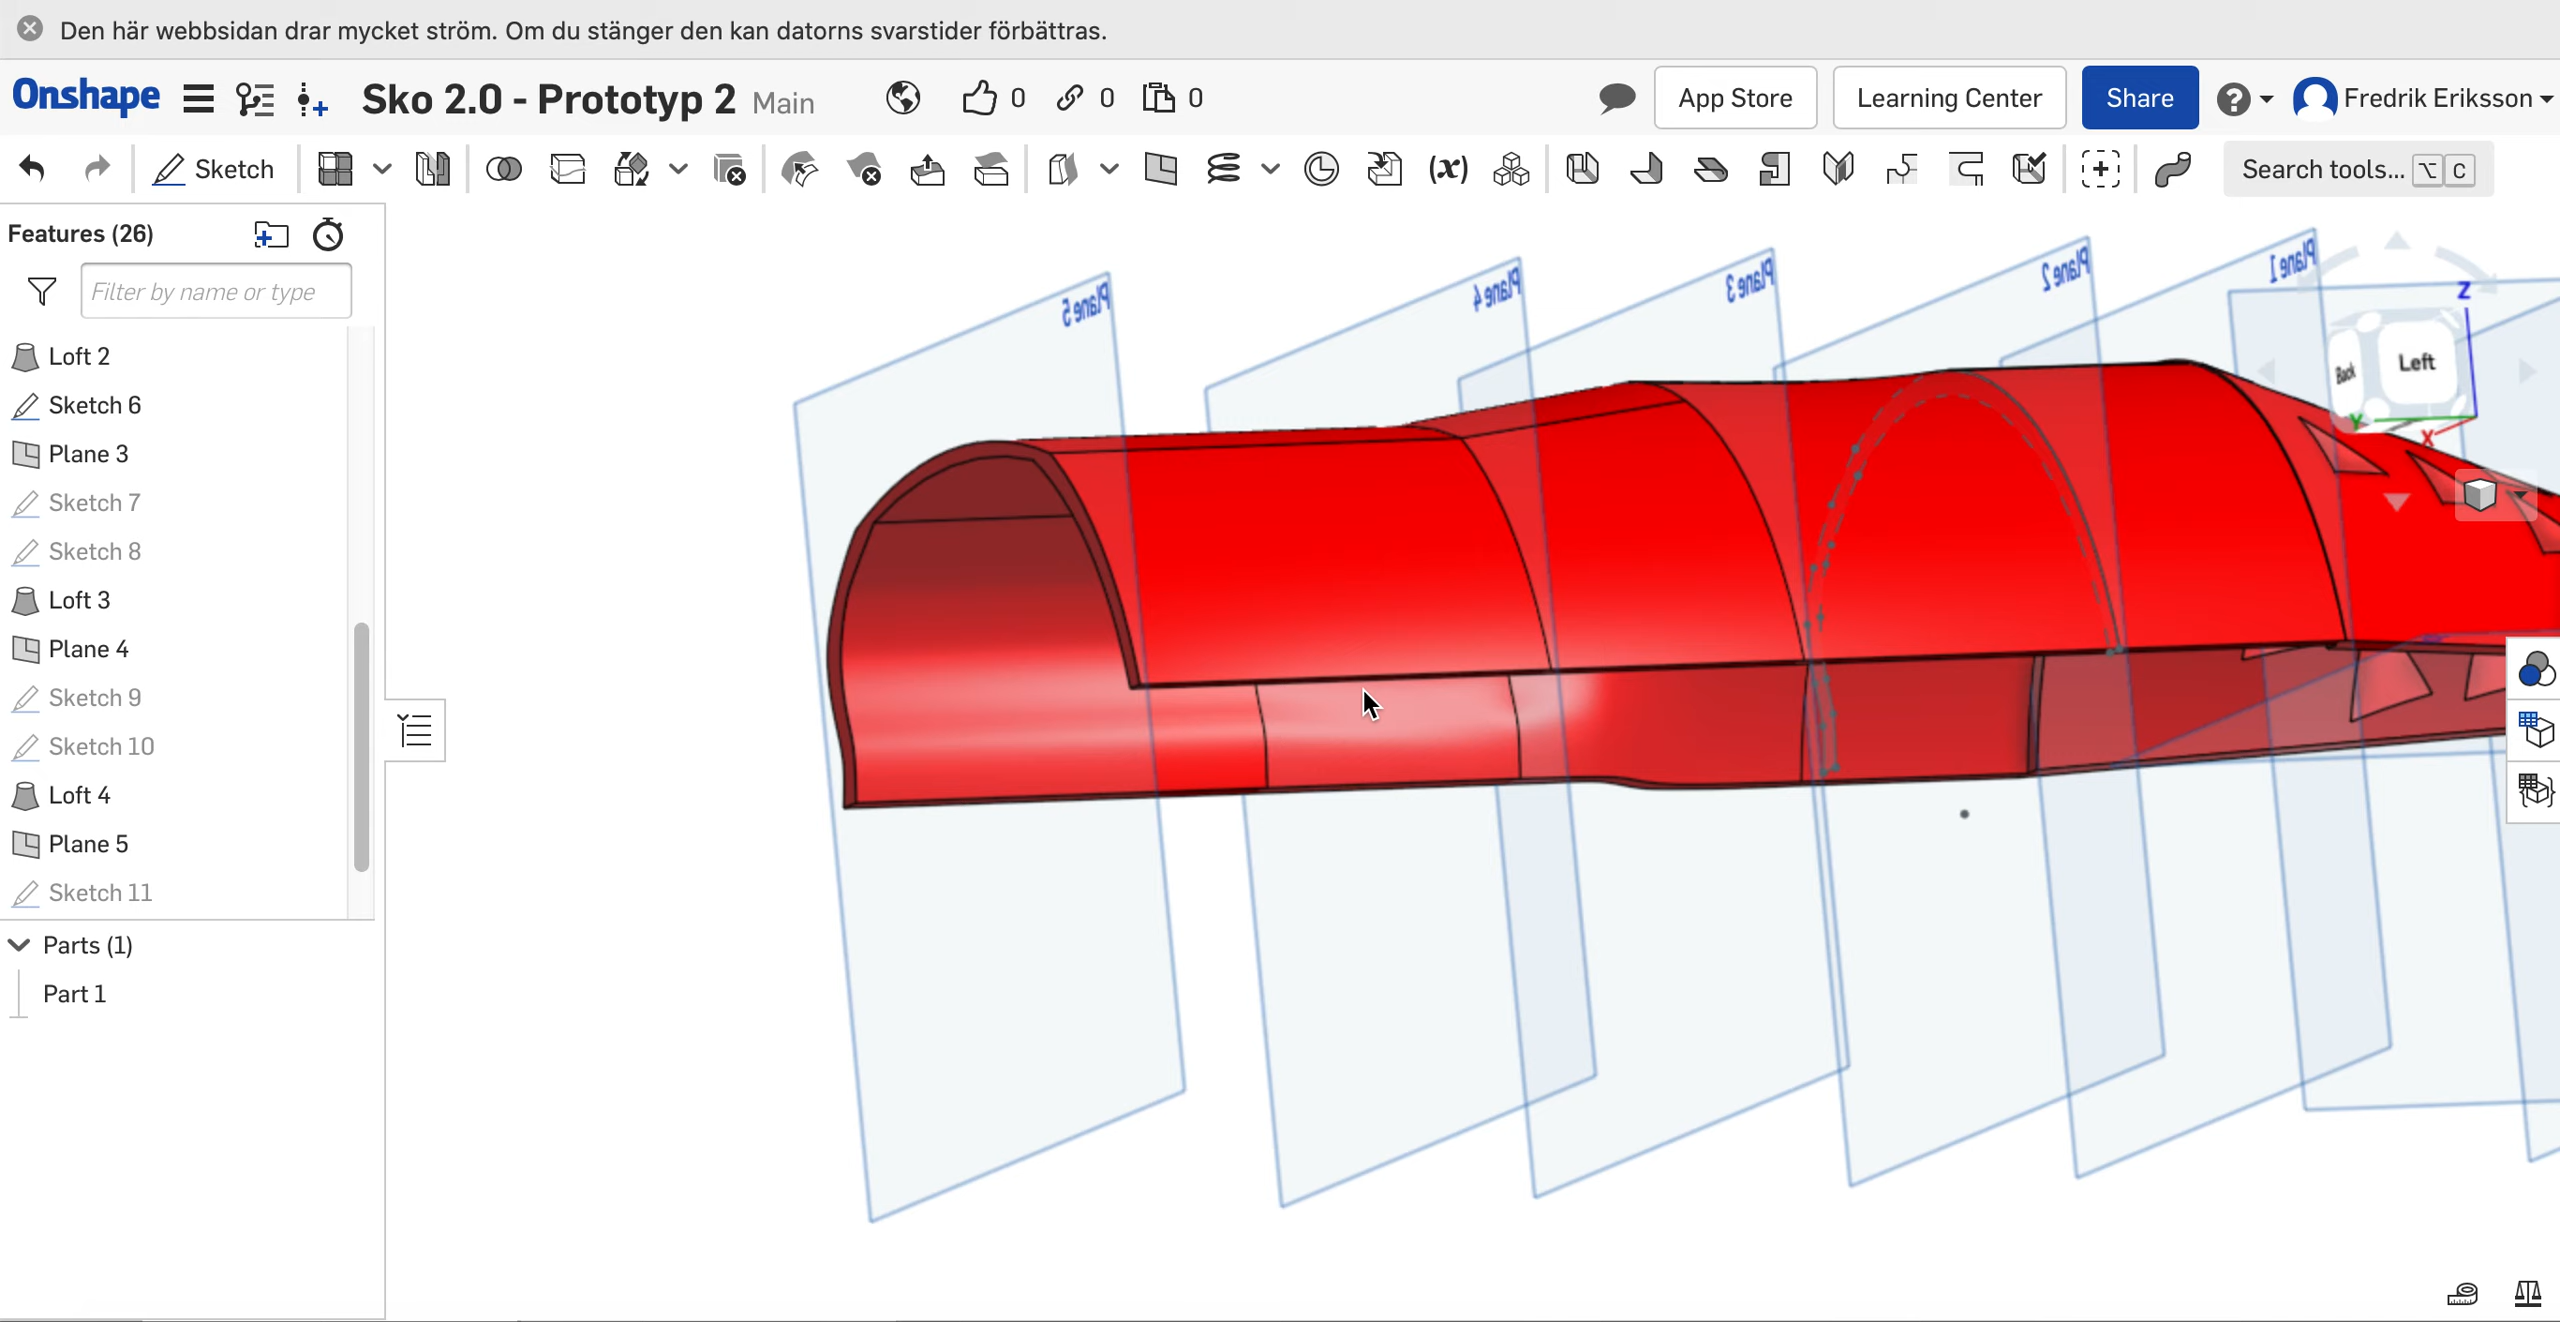 Den här webbsidan drar mycket ström. Om du stänger den kan datorns svarstider förbättras.
Onshape Sko 2.0 - Prototyp 2 Main 0 0 0 App Store Learning Center Share Fredrik Eriksson
Sketch (x) Search tools... ⌥ C
Features (26)
Filter by name or type
Loft 2
Sketch 6
Plane 3
Sketch 7
Sketch 8
Loft 3
Plane 4
Sketch 9
Sketch 10
Loft 4
Plane 5
Sketch 11
Parts (1)
Part 1
Plane 5
Plane 4
Plane 3
Plane 2
Plane 1
Z
Back Left
Y
X